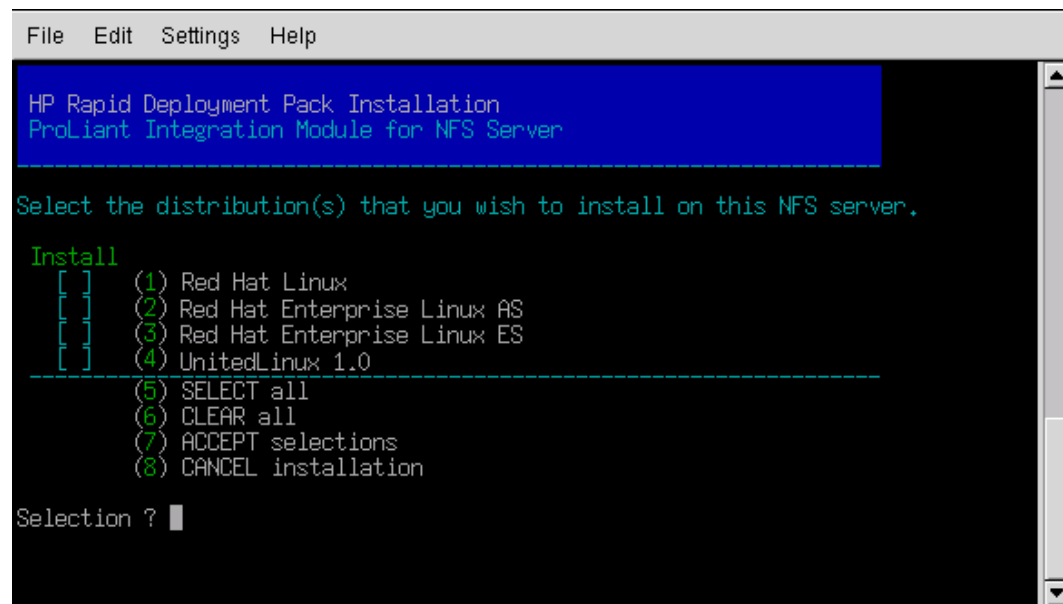 File Edit Settings Help
HP Rapid Deployment Pack Installation
ProLiant Integration Module for NFS Server
Select the distribution(s) that you wish to install on this NFS server.
Install
[ ] (1) Red Hat Linux
[ ] (2) Red Hat Enterprise Linux AS
[ ] (3) Red Hat Enterprise Linux ES
[ ] (4) UnitedLinux 1.0
(5) SELECT all
(6) CLEAR all
(7) ACCEPT selections
(8) CANCEL installation
Selection ?